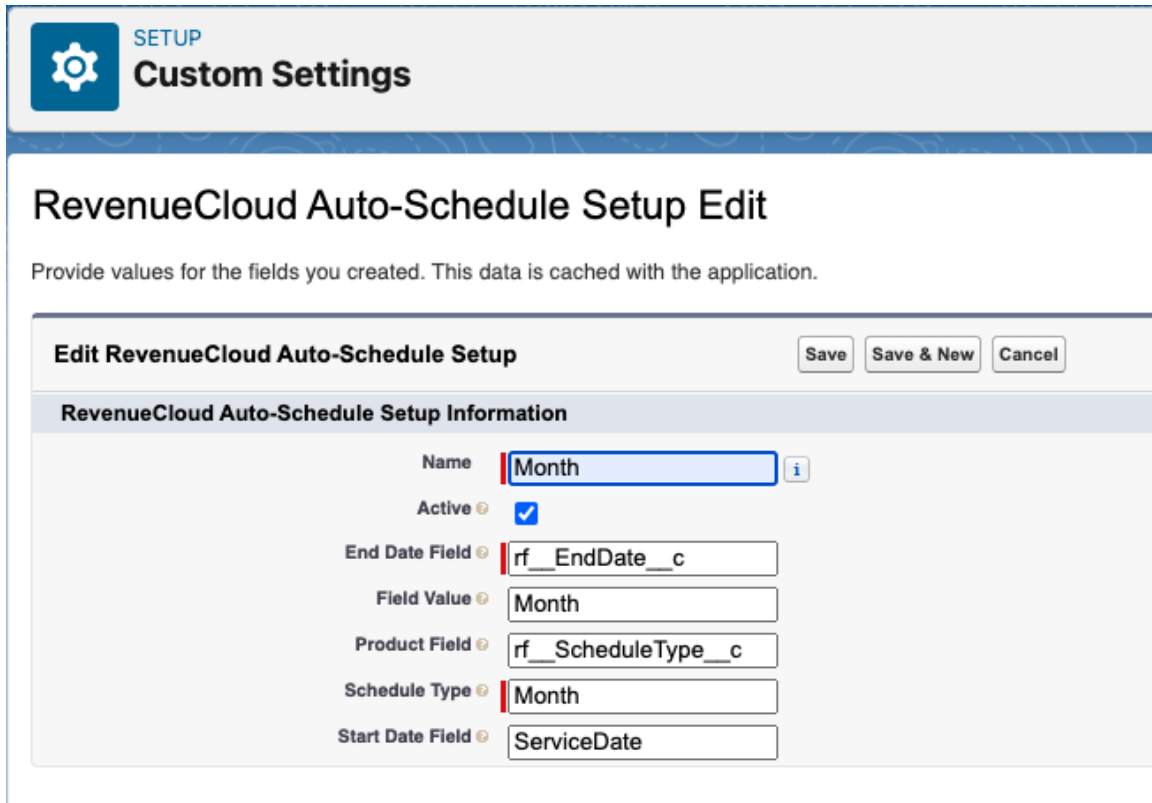 SETUP
Custom Settings
RevenueCloud Auto-Schedule Setup Edit
Provide values for the fields you created. This data is cached with the application.
Edit RevenueCloud Auto-Schedule Setup Save Save & New Cancel
RevenueCloud Auto-Schedule Setup Information
Name Month i
Active ?
End Date Field ? rf__EndDate__c
Field Value ? Month
Product Field ? rf__ScheduleType__c
Schedule Type ? Month
Start Date Field ? ServiceDate